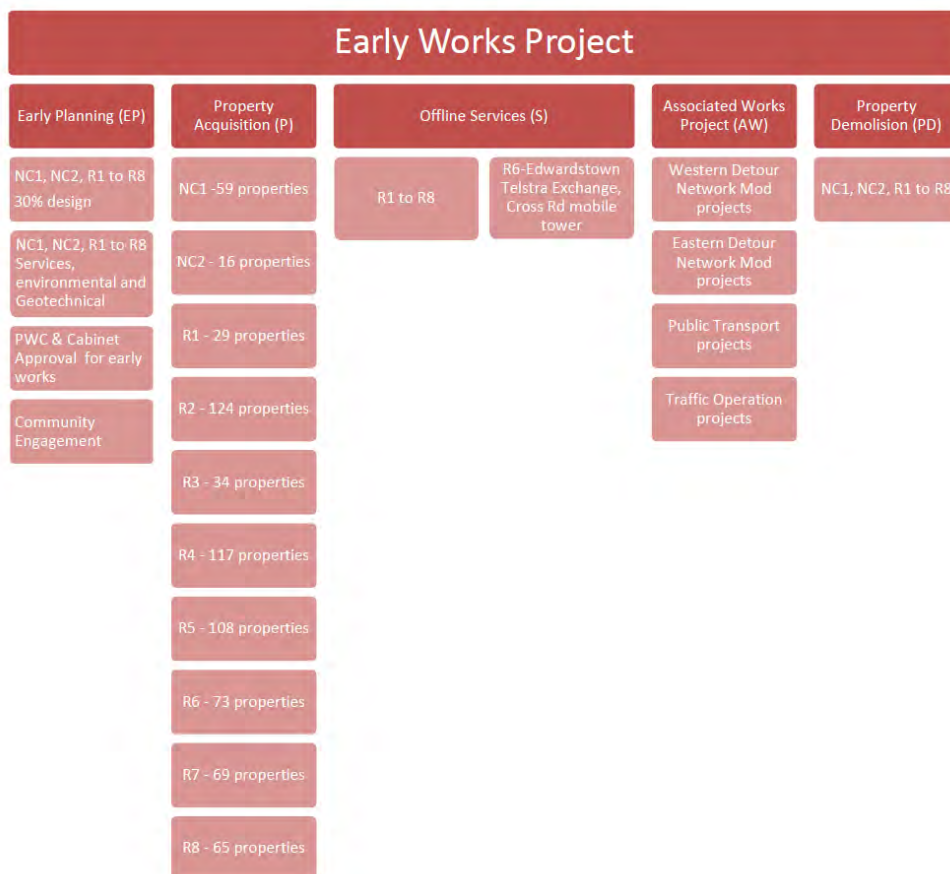 Early Works Project
Early Planning (EP)
NC1, NC2, R1 to R8
30% design
NC1, NC2, R1 to R8
Services,
environmental and
Geotechnical
PWC & Cabinet
Approval for early
works
Community
Engagement
Property
Acquisition (P)
NC1 -59 properties
NC2 - 16 properties
R1 - 29 properties
R2 - 124 properties
R3 - 34 properties
R4 - 117 properties
R5 - 108 properties
R6 - 73 properties
R7 - 69 properties
R8 - 65 properties
Offline Services (S)
R1 to R8
R6-Edwardstown
Telstra Exchange,
Cross Rd mobile
tower
Associated Works
Project (AW)
Western Detour
Network Mod
projects
Eastern Detour
Network Mod
projects
Public Transport
projects
Traffic Operation
projects
Property
Demolision (PD)
NC1, NC2, R1 to R8